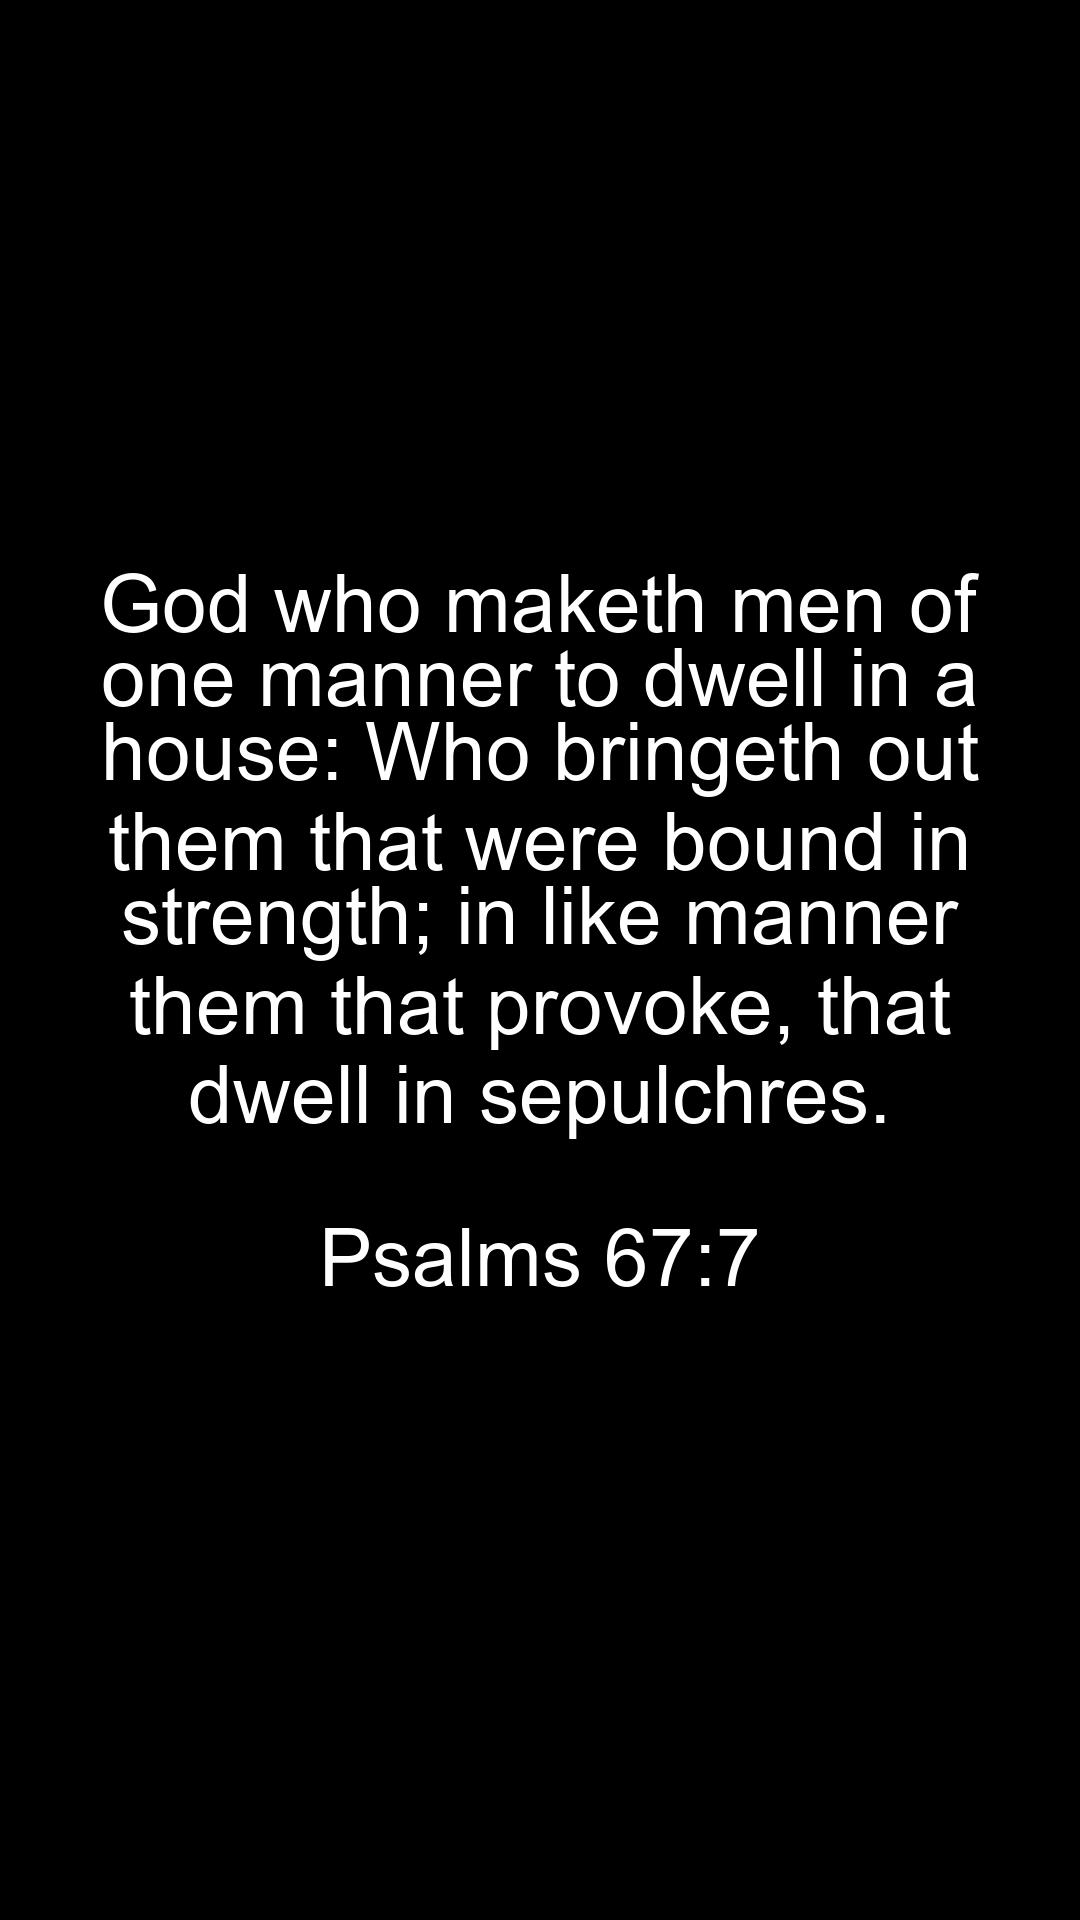 God who maketh men of
one manner to dwell in a
house: Who bringeth out
them that were bound in
strength; in like manner
them that provoke, that
dwell in sepulchres.
Psalms 67:7